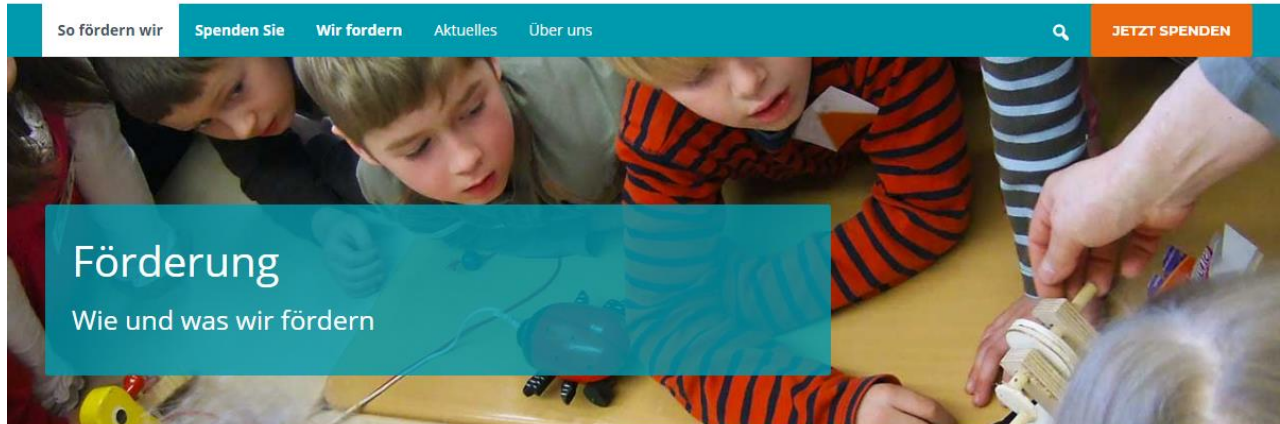 So fördern wir Spenden Sie Wir fordern Aktuelles Über uns JETZT SPENDEN
Förderung
Wie und was wir fördern